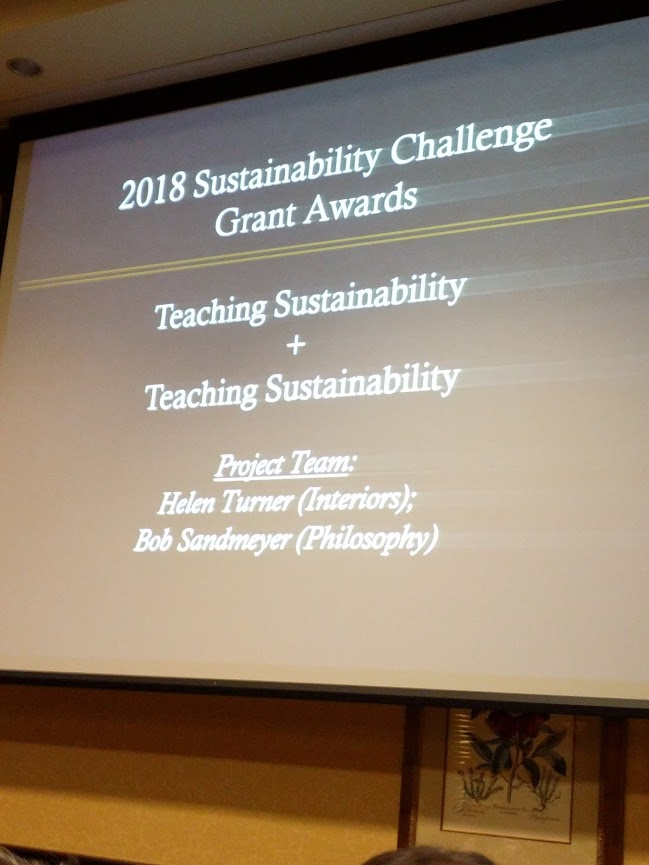 2018 Sustainability Challenge
Grant Awards
Teaching Sustainability
+
Teaching Sustainability
Project Team:
Helen Turner (Interiors);
Bob Sandmeyer (Philosophy)